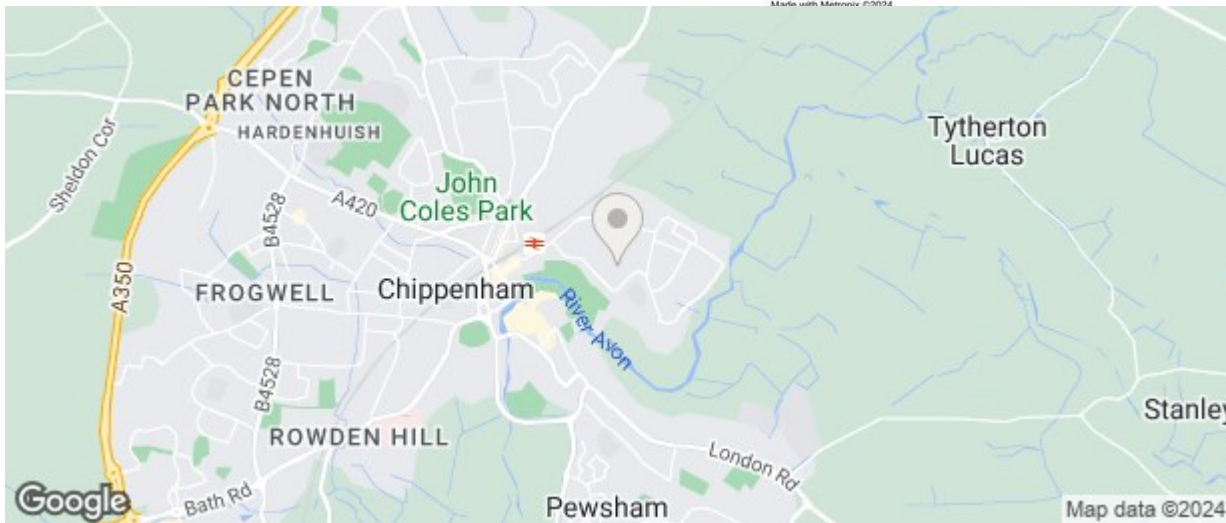 Made with Metropix ©2024
CEPEN
PARK NORTH
HARDENHUISH
Tytherton
Lucas
Sheldon Cor
John
Coles Park
A420
B4528
A350
FROGWELL
Chippenham
River Avon
B4528
Stanley
ROWDEN HILL
London Rd
Bath Rd
Pewsham
Google
Map data ©2024